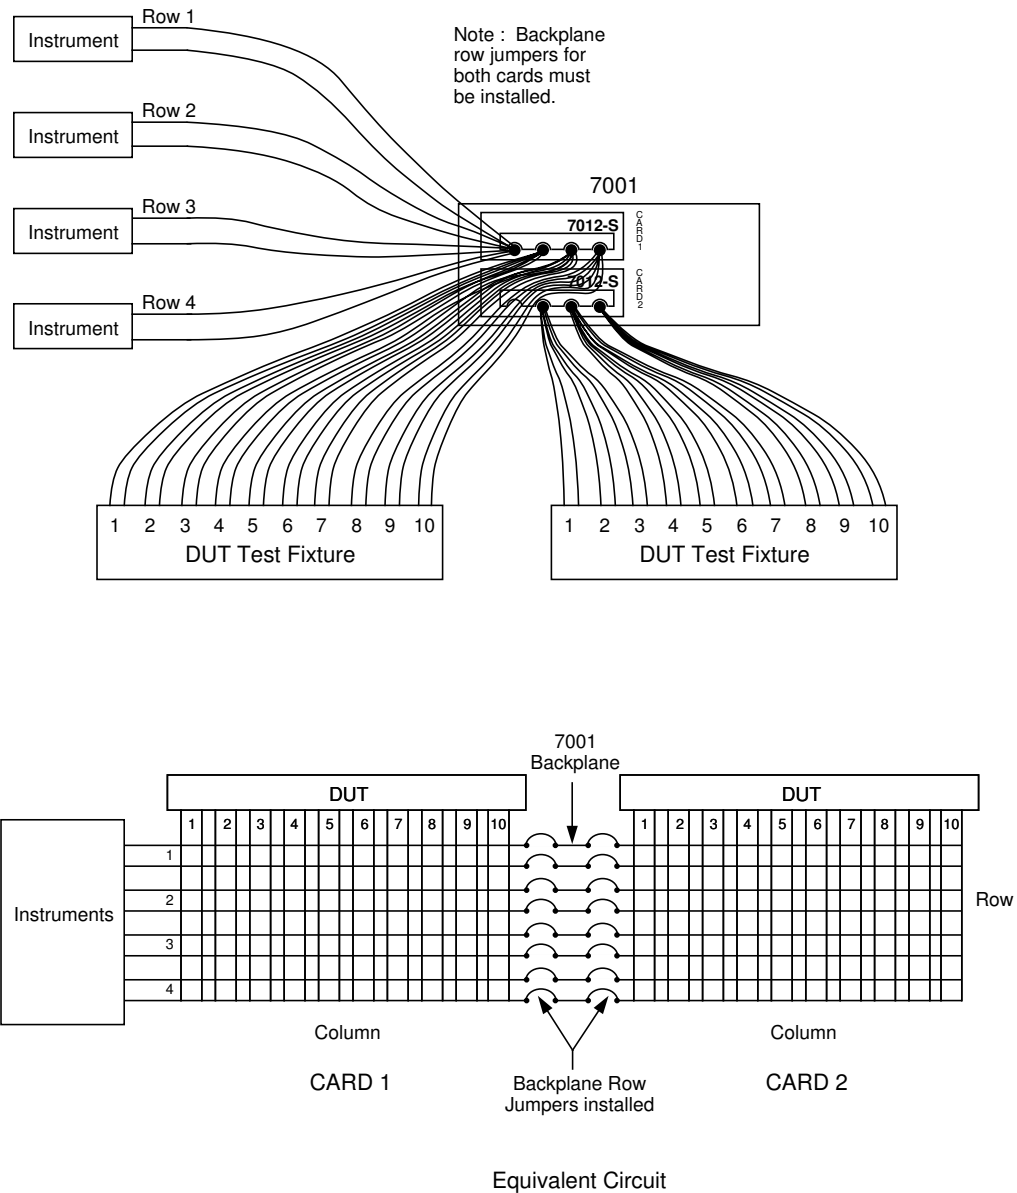 Row 1
Instrument
Note : Backplane
row jumpers for
both cards must
be installed.
Row 2
Instrument
7001
Row 3
Instrument
7012-S
CARD1
Row 4
Instrument
7012-S
CARD2
1 2 3 4 5 6 7 8 9 10
DUT Test Fixture
1 2 3 4 5 6 7 8 9 10
DUT Test Fixture
7001
Backplane
DUT
DUT
1 2 3 4 5 6 7 8 9 10
1 2 3 4 5 6 7 8 9 10
Instruments
1
2
3
4
Row
Column
Column
CARD 1
CARD 2
Backplane Row
Jumpers installed
Equivalent Circuit